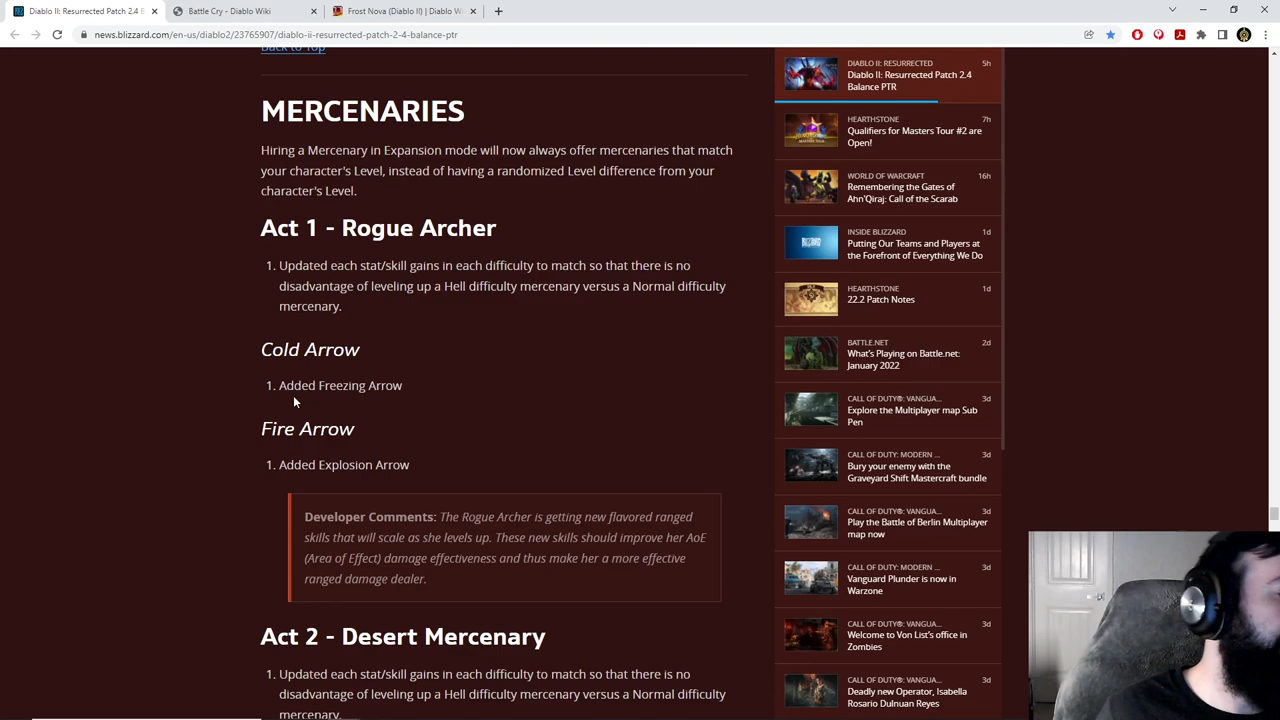 Diablo II: Resurrected Patch 2.4 B
Battle Cry - Diablo Wiki
Frost Nova (Diablo II) | Diablo W
news.blizzard.com/en-us/diablo2/23765907/diablo-ii-resurrected-patch-2-4-balance-ptr
Back to Top
MERCENARIES
Hiring a Mercenary in Expansion mode will now always offer mercenaries that match
your character's Level, instead of having a randomized Level difference from your
character's Level.
Act 1 - Rogue Archer
1. Updated each stat/skill gains in each difficulty to match so that there is no
disadvantage of leveling up a Hell difficulty mercenary versus a Normal difficulty
mercenary.
Cold Arrow
1. Added Freezing Arrow
Fire Arrow
1. Added Explosion Arrow
Developer Comments: The Rogue Archer is getting new flavored ranged
skills that will scale as she levels up. These new skills should improve her AoE
(Area of Effect) damage effectiveness and thus make her a more effective
ranged damage dealer.
Act 2 - Desert Mercenary
1. Updated each stat/skill gains in each difficulty to match so that there is no
disadvantage of leveling up a Hell difficulty mercenary versus a Normal difficulty
mercenary.
DIABLO II: RESURRECTED 5h
Diablo II: Resurrected Patch 2.4
Balance PTR
HEARTHSTONE 7h
Qualifiers for Masters Tour #2 are
Open!
WORLD OF WARCRAFT 16h
Remembering the Gates of
Ahn'Qiraj: Call of the Scarab
INSIDE BLIZZARD 1d
Putting Our Teams and Players at
the Forefront of Everything We Do
HEARTHSTONE 1d
22.2 Patch Notes
BATTLE.NET 2d
What's Playing on Battle.net:
January 2022
CALL OF DUTY®: VANGUA... 3d
Explore the Multiplayer map Sub
Pen
CALL OF DUTY: MODERN ... 3d
Bury your enemy with the
Graveyard Shift Mastercraft bundle
CALL OF DUTY®: VANGUA... 3d
Play the Battle of Berlin Multiplayer
map now
CALL OF DUTY: MODERN ... 3d
Vanguard Plunder is now in
Warzone
CALL OF DUTY®: VANGUA... 3d
Welcome to Von List's office in
Zombies
CALL OF DUTY®: VANGUA... 3d
Deadly new Operator, Isabella
Rosario Dulnuan Reyes